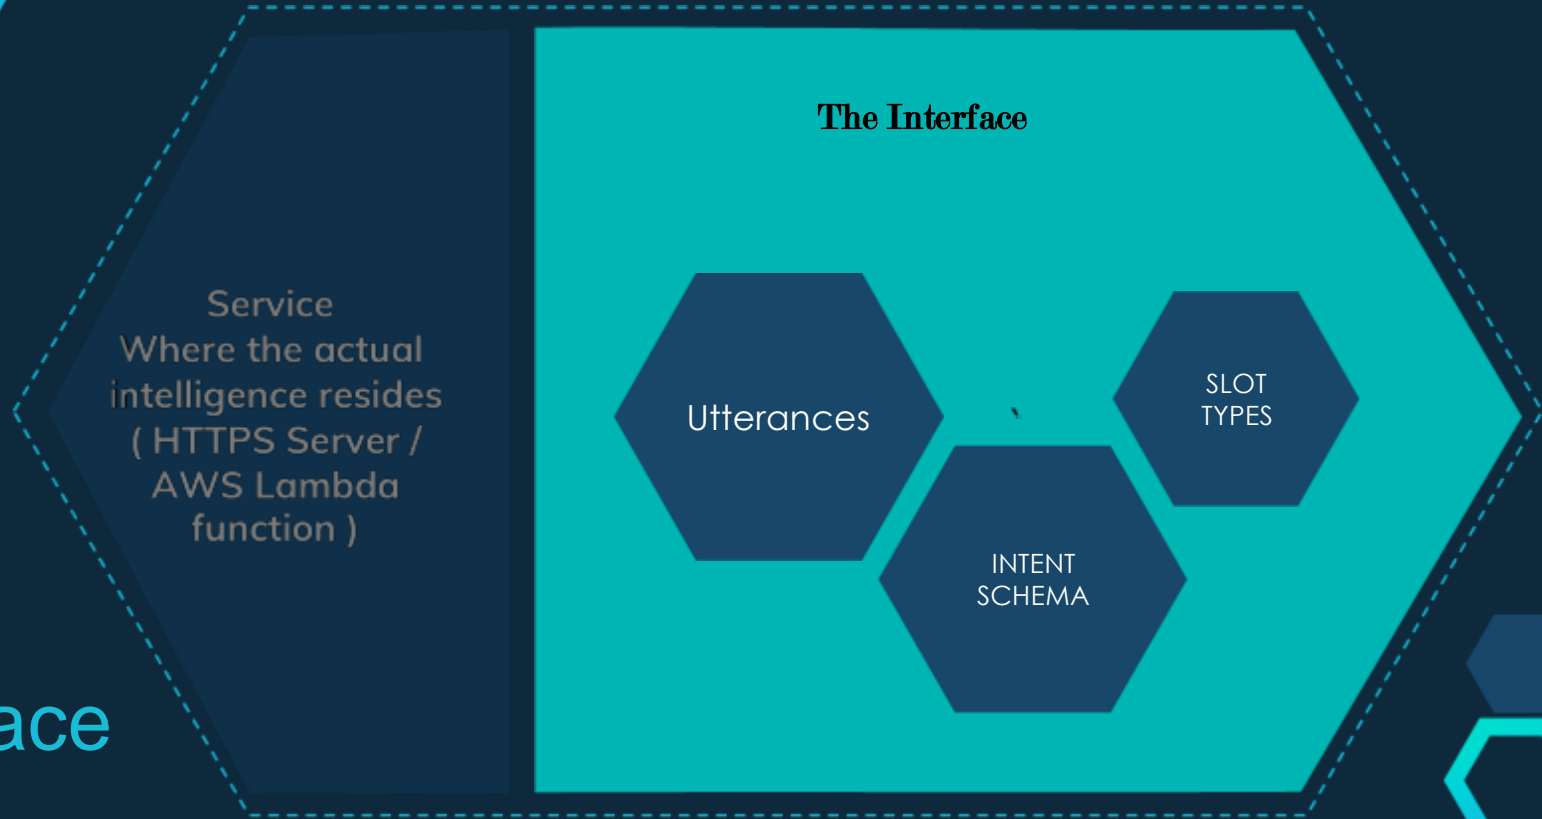 The Interface
Service
Where the actual
intelligence resides
( HTTPS Server /
AWS Lambda
function )
Utterances
SLOT
TYPES
INTENT
SCHEMA
ace